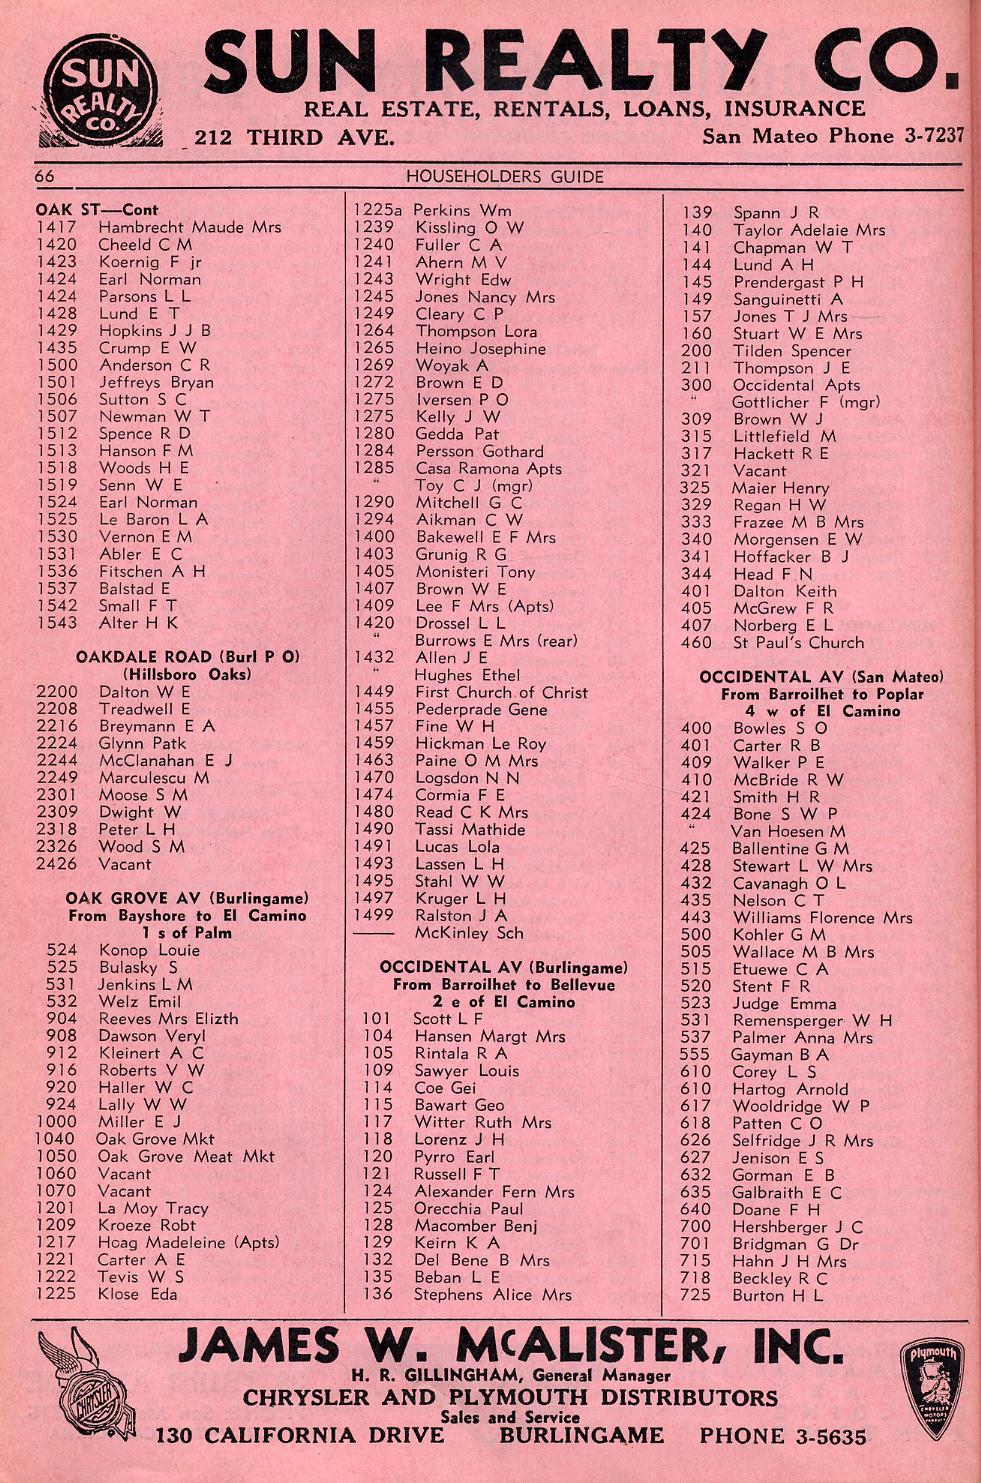 SUN REALTY CO.
SUN REALTY CO.
REAL ESTATE, RENTALS, LOANS, INSURANCE
212 THIRD AVE. San Mateo Phone 3-7237
66 HOUSEHOLDERS GUIDE
OAK ST—Cont
1417 Hambrecht Maude Mrs
1420 Cheeld C M
1423 Koernig F jr
1424 Earl Norman
1424 Parsons L L
1428 Lund E T
1429 Hopkins J J B
1435 Crump E W
1500 Anderson C R
1501 Jeffreys Bryan
1506 Sutton S C
1507 Newman W T
1512 Spence R D
1513 Hanson F M
1518 Woods H E
1519 Senn W E
1524 Earl Norman
1525 Le Baron L A
1530 Vernon E M
1531 Abler E C
1536 Fitschen A H
1537 Balstad E
1542 Small F T
1543 Alter H K
OAKDALE ROAD (Burl P O)
(Hillsboro Oaks)
2200 Dalton W E
2208 Treadwell E
2216 Breymann E A
2224 Glynn Patk
2244 McClanahan E J
2249 Marculescu M
2301 Moose S M
2309 Dwight W
2318 Peter L H
2326 Wood S M
2426 Vacant
OAK GROVE AV (Burlingame)
From Bayshore to El Camino
1 s of Palm
524 Konop Louie
525 Bulasky S
531 Jenkins L M
532 Welz Emil
904 Reeves Mrs Elizth
908 Dawson Veryl
912 Kleinert A C
916 Roberts V W
920 Haller W C
924 Lally W W
1000 Miller E J
1040 Oak Grove Mkt
1050 Oak Grove Meat Mkt
1060 Vacant
1070 Vacant
1201 La Moy Tracy
1209 Kroeze Robt
1217 Hoag Madeleine (Apts)
1221 Carter A E
1222 Tevis W S
1225 Klose Eda
1225a Perkins Wm
1239 Kissling O W
1240 Fuller C A
1241 Ahern M V
1243 Wright Edw
1245 Jones Nancy Mrs
1249 Cleary C P
1264 Thompson Lora
1265 Heino Josephine
1269 Woyak A
1272 Brown E D
1275 Iversen P O
1275 Kelly J W
1280 Gedda Pat
1284 Persson Gothard
1285 Casa Ramona Apts
" Toy C J (mgr)
1290 Mitchell G C
1294 Aikman C W
1400 Bakewell E F Mrs
1403 Grunig R G
1405 Monisteri Tony
1407 Brown W E
1409 Lee F Mrs (Apts)
1420 Drossel L L
" Burrows E Mrs (rear)
1432 Allen J E
" Hughes Ethel
1449 First Church of Christ
1455 Pederprade Gene
1457 Fine W H
1459 Hickman Le Roy
1463 Paine O M Mrs
1470 Logsdon N N
1474 Cormia F E
1480 Read C K Mrs
1490 Tassi Mathide
1491 Lucas Lola
1493 Lassen L H
1495 Stahl W W
1497 Kruger L H
1499 Ralston J A
—— McKinley Sch
OCCIDENTAL AV (Burlingame)
From Barroilhet to Bellevue
2 e of El Camino
101 Scott L F
104 Hansen Margt Mrs
105 Rintala R A
109 Sawyer Louis
114 Coe Gei
115 Bawart Geo
117 Witter Ruth Mrs
118 Lorenz J H
120 Pyrro Earl
121 Russell F T
124 Alexander Fern Mrs
125 Orecchia Paul
128 Macomber Benj
129 Keirn K A
132 Del Bene B Mrs
135 Beban L E
136 Stephens Alice Mrs
139 Spann J R
140 Taylor Adelaie Mrs
141 Chapman W T
144 Lund A H
145 Prendergast P H
149 Sanguinetti A
157 Jones T J Mrs
160 Stuart W E Mrs
200 Tilden Spencer
211 Thompson J E
300 Occidental Apts
" Gottlicher F (mgr)
309 Brown W J
315 Littlefield M
317 Hackett R E
321 Vacant
325 Maier Henry
329 Regan H W
333 Frazee M B Mrs
340 Morgensen E W
341 Hoffacker B J
344 Head F N
401 Dalton Keith
405 McGrew F R
407 Norberg E L
460 St Paul's Church
OCCIDENTAL AV (San Mateo)
From Barroilhet to Poplar
4 w of El Camino
400 Bowles S O
401 Carter R B
409 Walker P E
410 McBride R W
421 Smith H R
424 Bone S W P
" Van Hoesen M
425 Ballentine G M
428 Stewart L W Mrs
432 Cavanagh O L
435 Nelson C T
443 Williams Florence Mrs
500 Kohler G M
505 Wallace M B Mrs
515 Etuewe C A
520 Stent F R
523 Judge Emma
531 Remensperger W H
537 Palmer Anna Mrs
555 Gayman B A
610 Corey L S
610 Hartog Arnold
617 Wooldridge W P
618 Patten C O
626 Selfridge J R Mrs
627 Jenison E S
632 Gorman E B
635 Galbraith E C
640 Doane F H
700 Hershberger J C
701 Bridgman G Dr
715 Hahn J H Mrs
718 Beckley R C
725 Burton H L
CHRYSLER
JAMES W. McALISTER, INC.
H. R. GILLINGHAM, General Manager
CHRYSLER AND PLYMOUTH DISTRIBUTORS
Sales and Service
130 CALIFORNIA DRIVE BURLINGAME PHONE 3-5635
Plymouth
CHRYSLER
MOTORS
PRODUCT